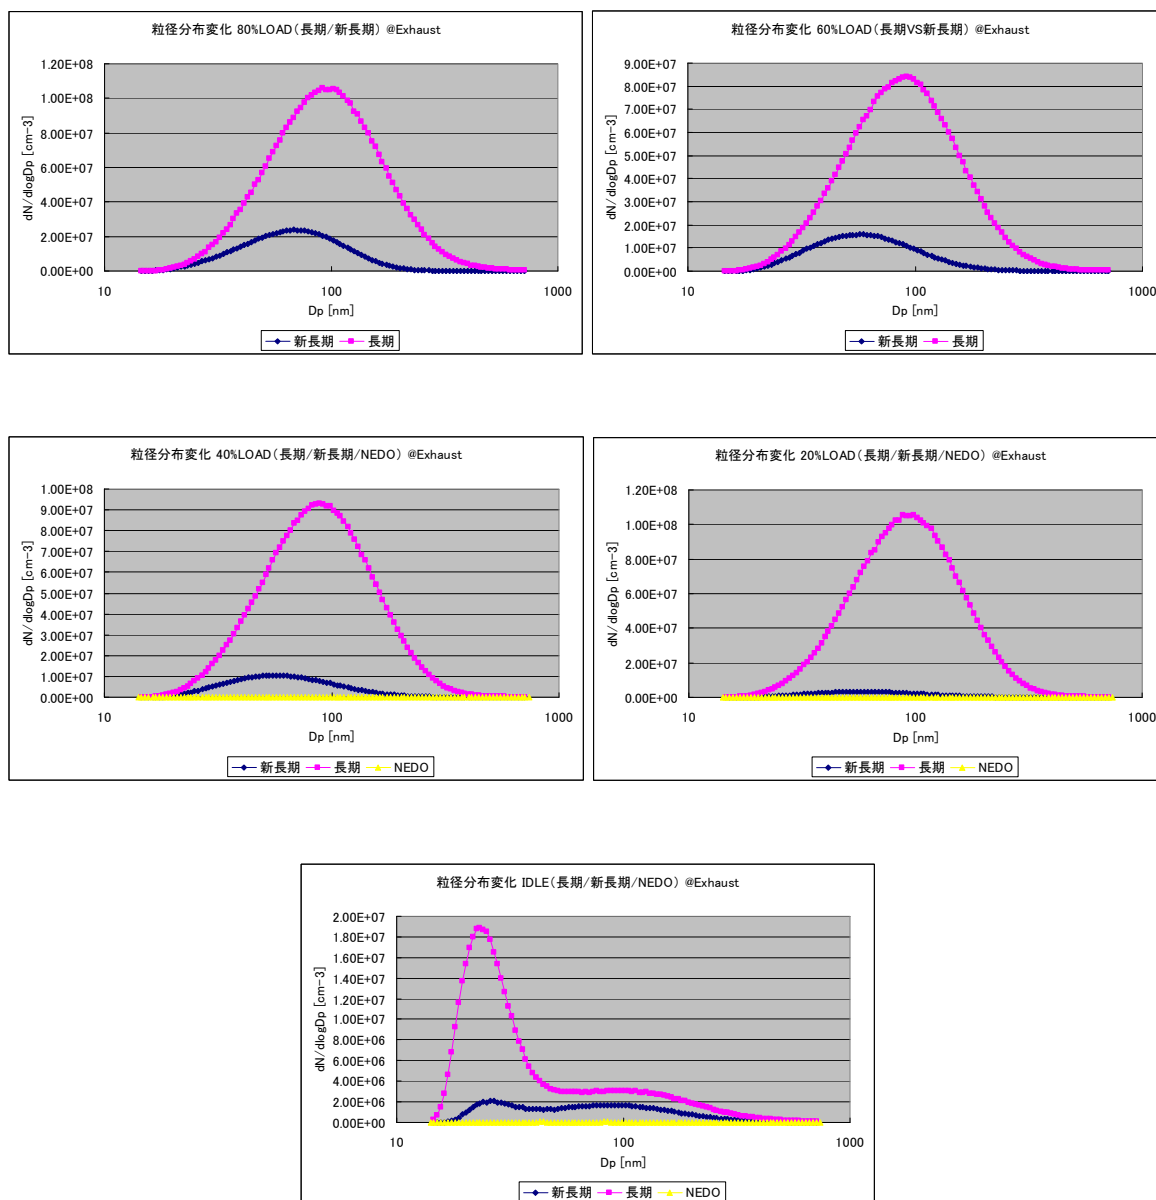 粒径分布変化 80%LOAD(長期/新長期) @Exhaust
1.20E+08
1.00E+08
8.00E+07
6.00E+07
4.00E+07
2.00E+07
0.00E+00
dN/dlogDp [cm-3]
10
100
1000
Dp [nm]
新長期 長期
粒径分布変化 60%LOAD(長期VS新長期) @Exhaust
9.00E+07
8.00E+07
7.00E+07
6.00E+07
5.00E+07
4.00E+07
3.00E+07
2.00E+07
1.00E+07
0.00E+00
dN/dlogDp [cm-3]
10
100
1000
Dp [nm]
新長期 長期
粒径分布変化 40%LOAD(長期/新長期/NEDO) @Exhaust
1.00E+08
9.00E+07
8.00E+07
7.00E+07
6.00E+07
5.00E+07
4.00E+07
3.00E+07
2.00E+07
1.00E+07
0.00E+00
dN/dlogDp [cm-3]
10
100
1000
Dp [nm]
新長期 長期 NEDO
粒径分布変化 20%LOAD(長期/新長期/NEDO) @Exhaust
1.20E+08
1.00E+08
8.00E+07
6.00E+07
4.00E+07
2.00E+07
0.00E+00
dN/dlogDp [cm-3]
10
100
1000
Dp [nm]
新長期 長期 NEDO
粒径分布変化 IDLE(長期/新長期/NEDO) @Exhaust
2.00E+07
1.80E+07
1.60E+07
1.40E+07
1.20E+07
1.00E+07
8.00E+06
6.00E+06
4.00E+06
2.00E+06
0.00E+00
dN/dlogDp [cm-3]
10
100
1000
Dp [nm]
新長期 長期 NEDO